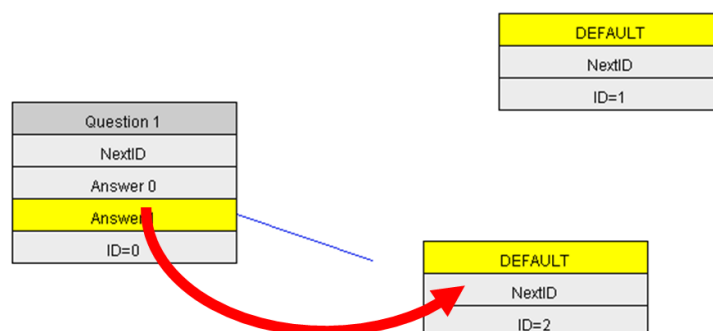 DEFAULT
NextID
ID=1
Question 1
NextID
Answer 0
Answer 1
ID=0
DEFAULT
NextID
ID=2